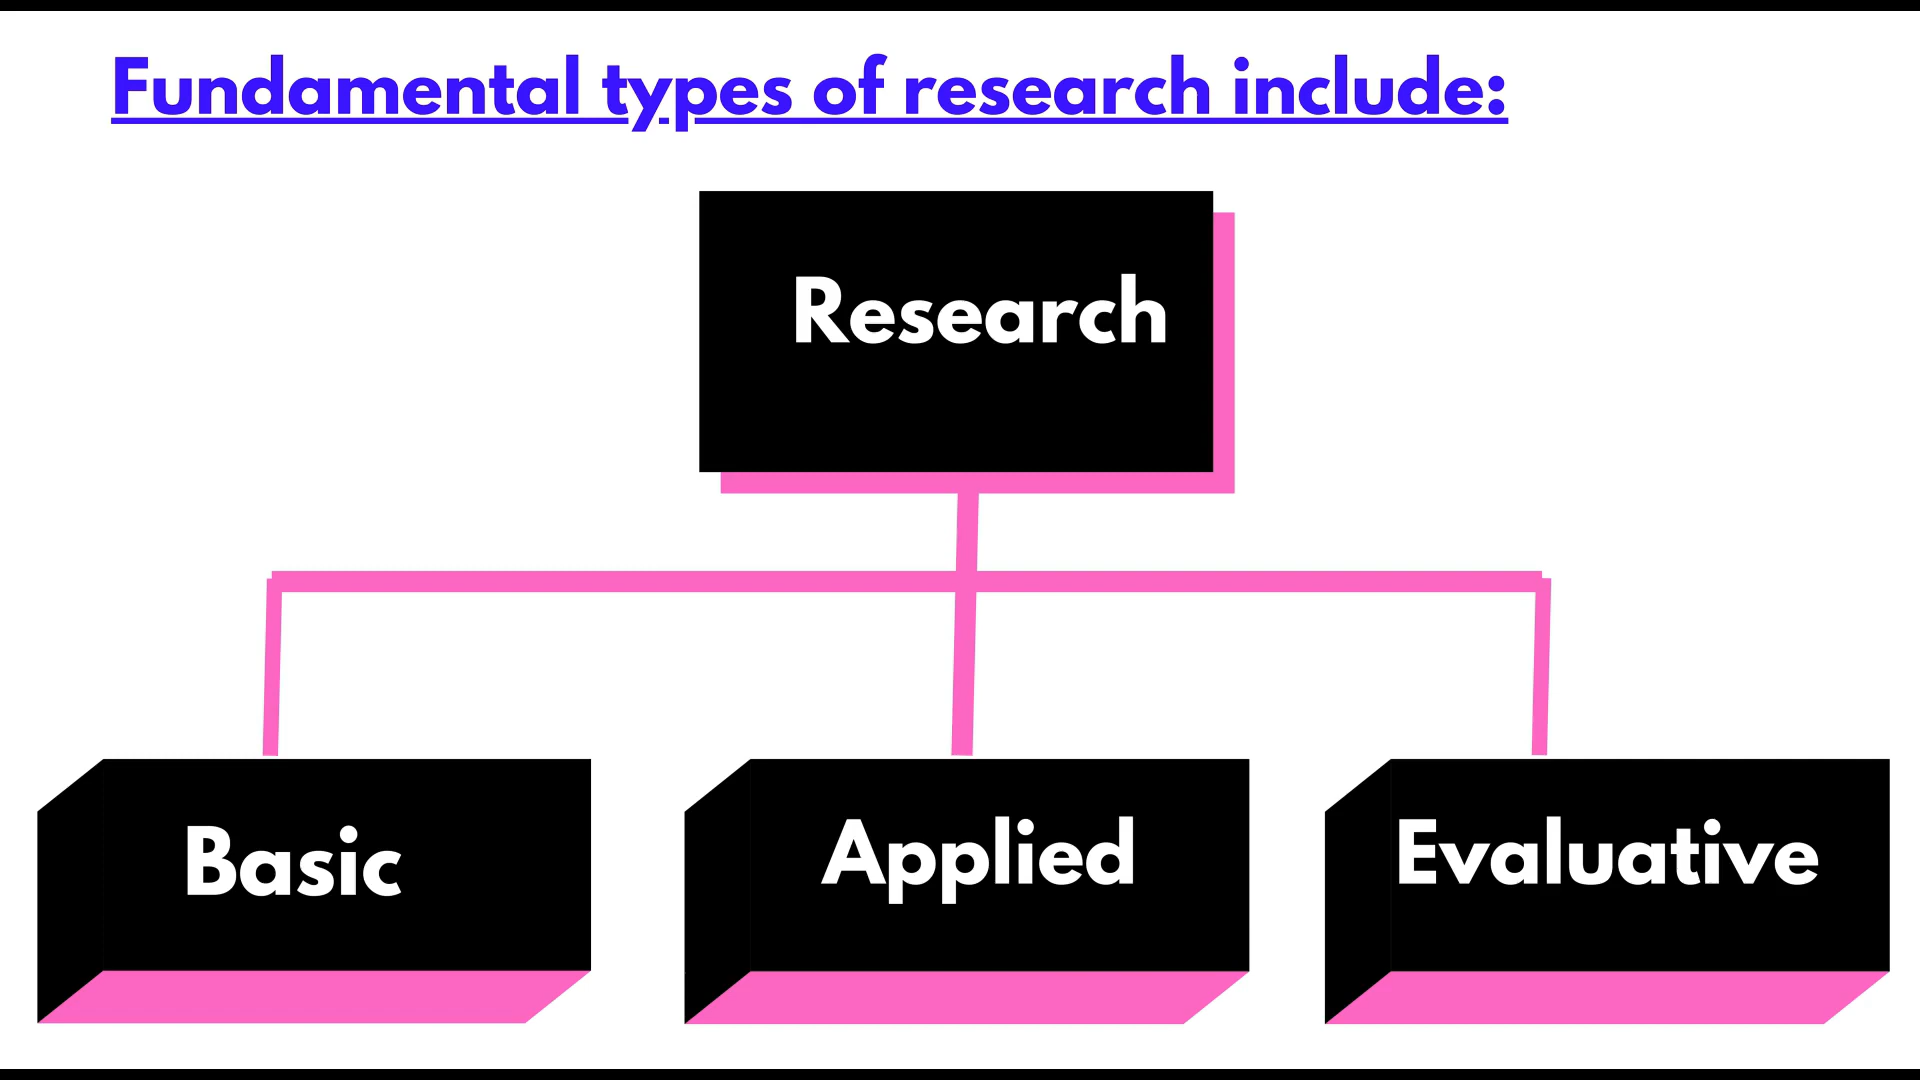 Fundamental types of research include:
Research
Basic
Applied
Evaluative